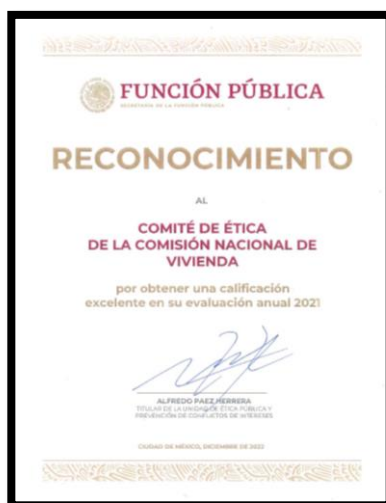 FUNCIÓN PÚBLICA
SECRETARÍA DE LA FUNCIÓN PÚBLICA
RECONOCIMIENTO
AL
COMITÉ DE ÉTICA
DE LA COMISIÓN NACIONAL DE
VIVIENDA
por obtener una calificación
excelente en su evaluación anual 2021
ALFREDO PAEZ HERRERA
TITULAR DE LA UNIDAD DE ÉTICA PÚBLICA Y
PREVENCIÓN DE CONFLICTOS DE INTERESES
CIUDAD DE MÉXICO, DICIEMBRE DE 2022